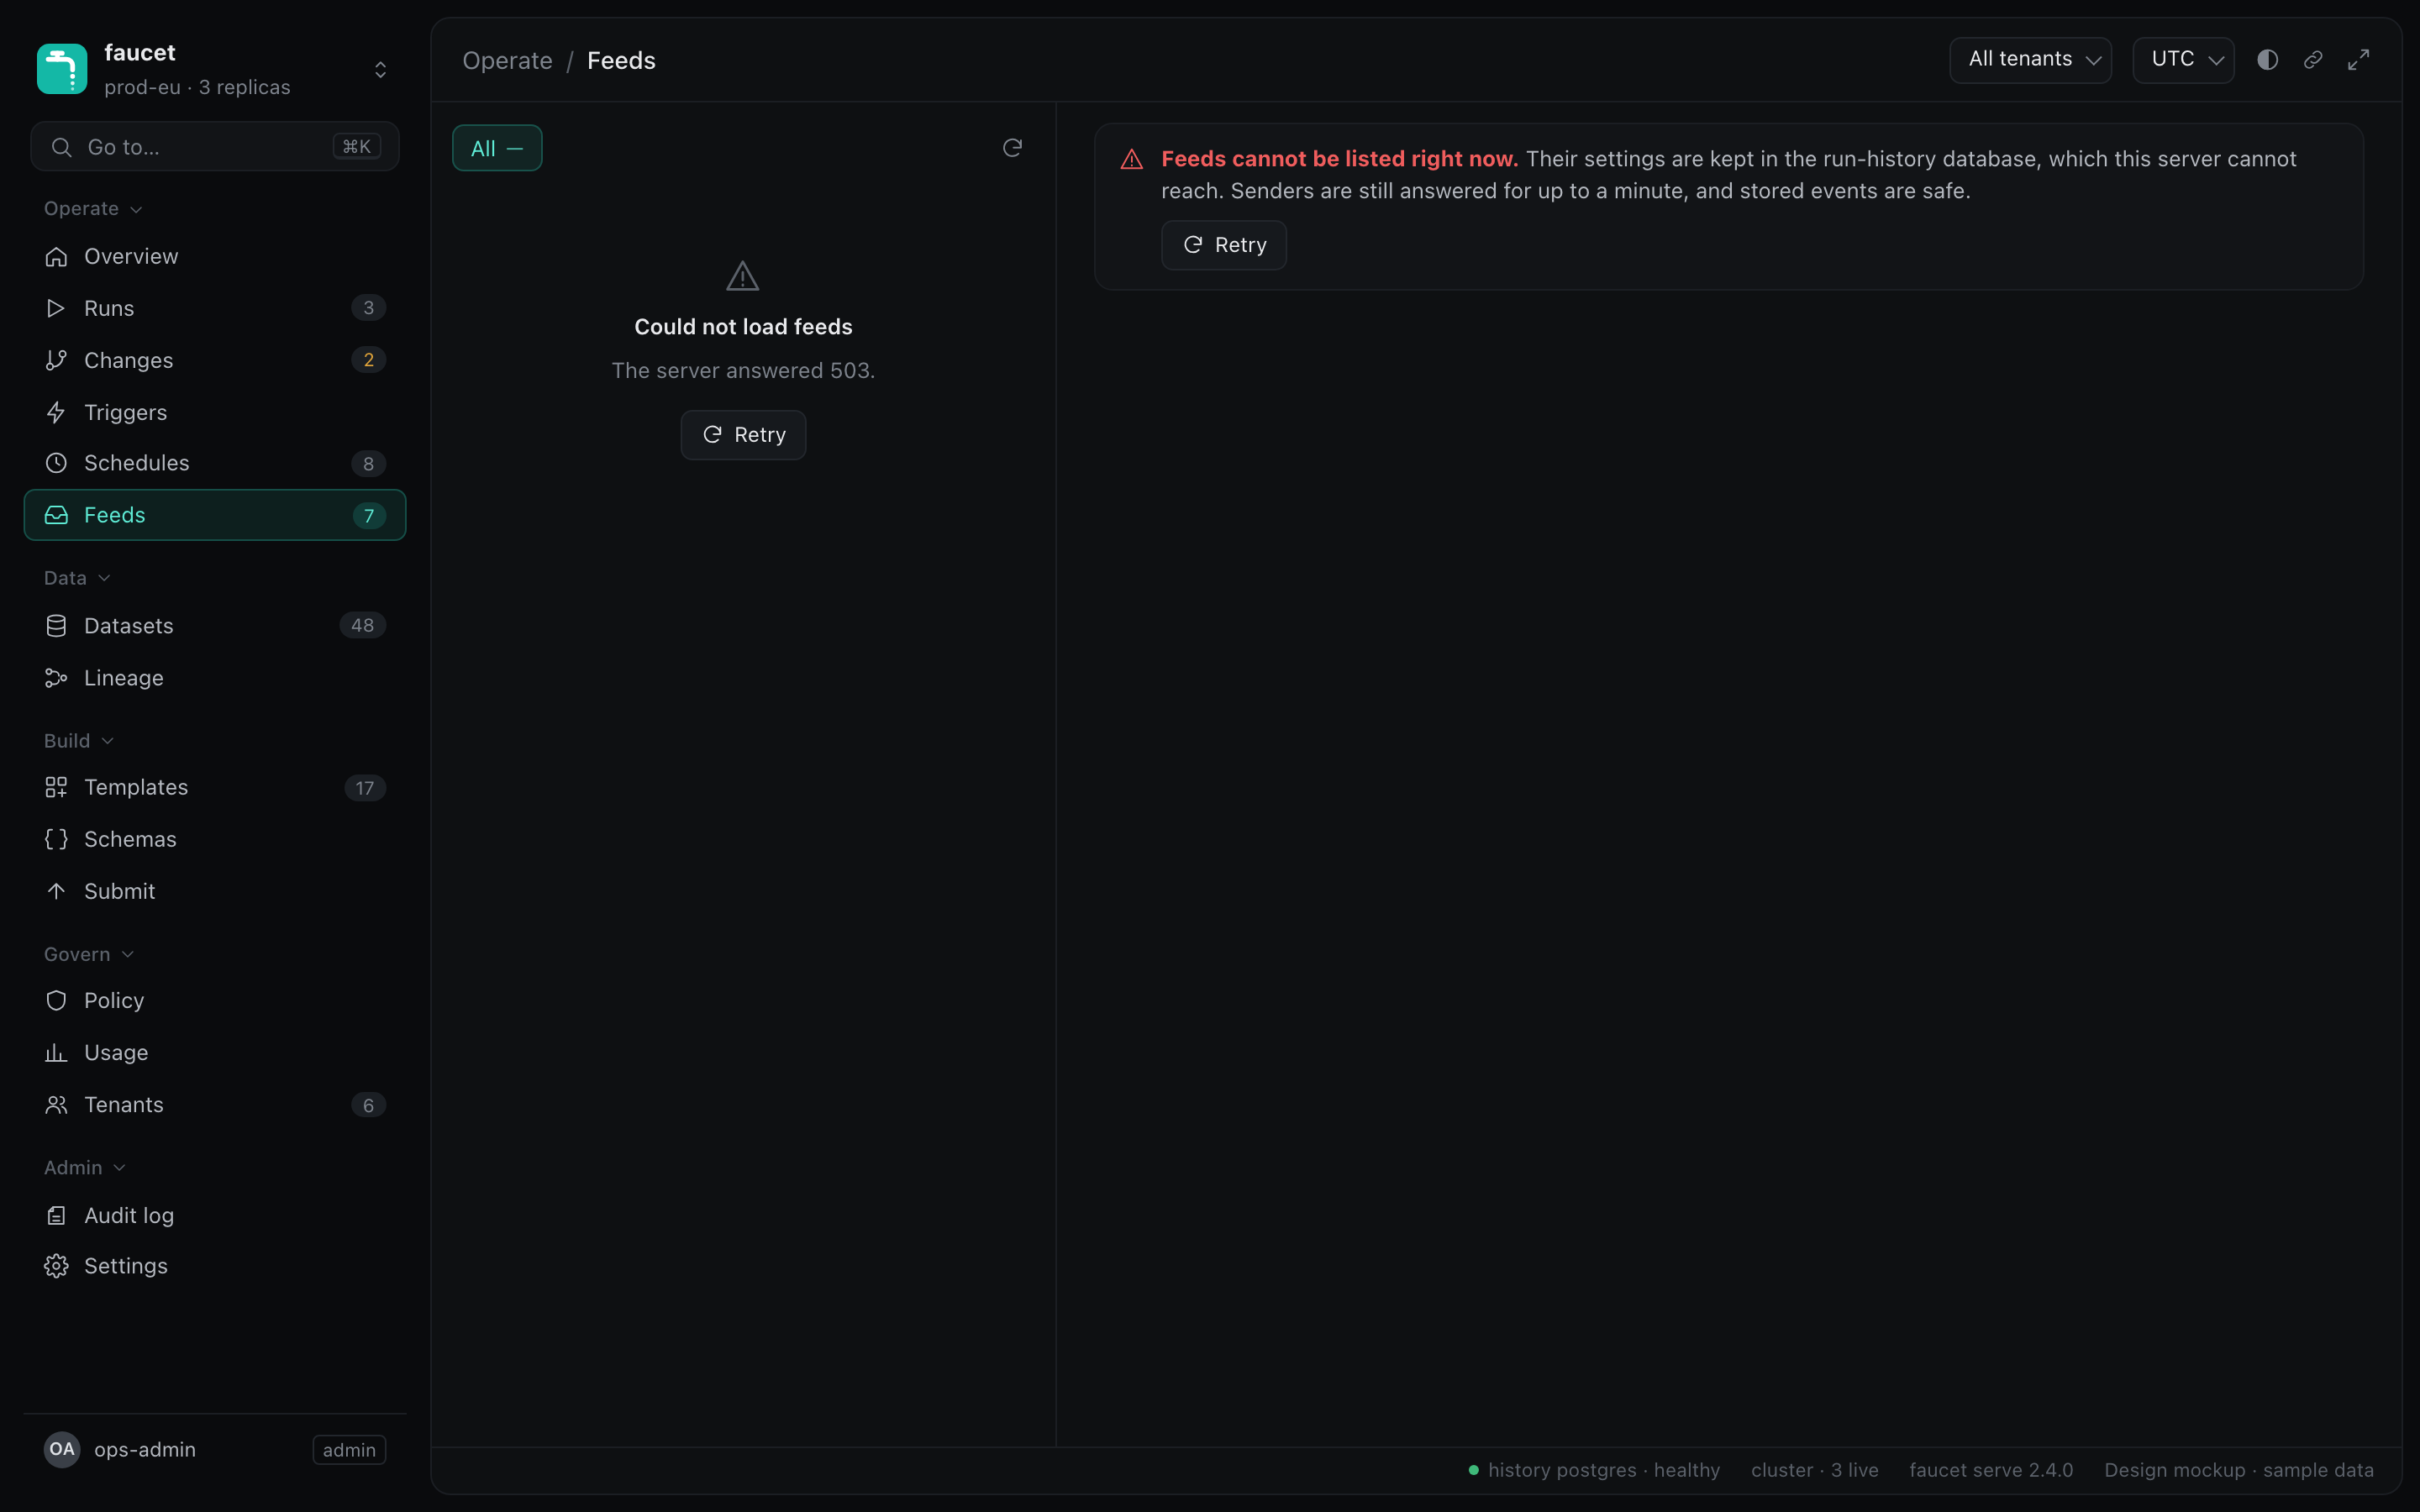 faucet
prod-eu · 3 replicas
Go to...
⌘K
Operate
Overview
Runs 3
Changes 2
Triggers
Schedules 8
Feeds 7
Data
Datasets 48
Lineage
Build
Templates 17
Schemas
Submit
Govern
Policy
Usage
Tenants 6
Admin
Audit log
Settings
OA ops-admin admin
Operate / Feeds
All tenants
UTC
All —
Could not load feeds
The server answered 503.
Retry
Feeds cannot be listed right now. Their settings are kept in the run-history database, which this server cannot
reach. Senders are still answered for up to a minute, and stored events are safe.
Retry
history postgres · healthy
cluster · 3 live
faucet serve 2.4.0
Design mockup · sample data